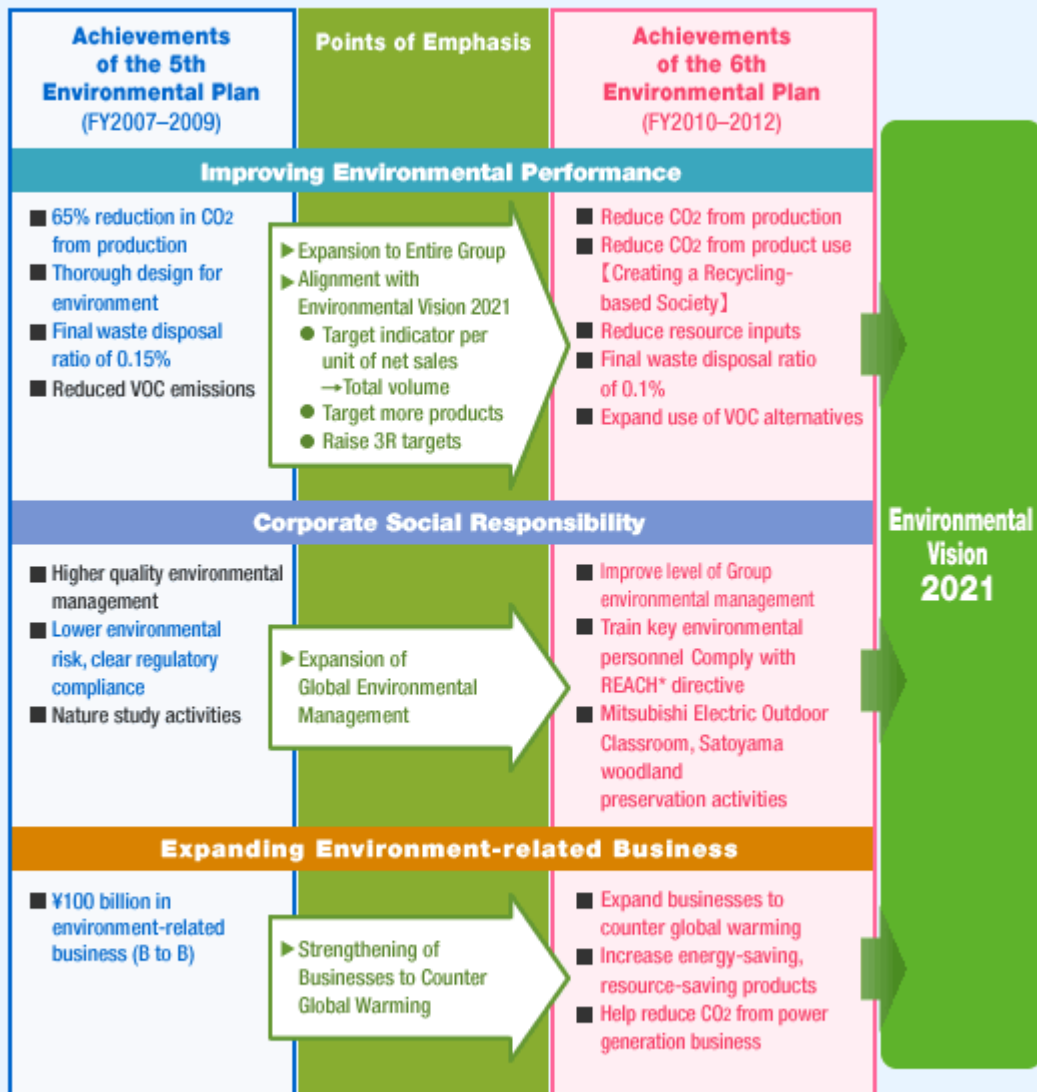 Achievements
of the 5th
Environmental Plan
(FY2007–2009)
Points of Emphasis
Achievements
of the 6th
Environmental Plan
(FY2010–2012)
Improving Environmental Performance
■ 65% reduction in CO2
from production
■ Thorough design for
environment
■ Final waste disposal
ratio of 0.15%
■ Reduced VOC emissions
▶ Expansion to Entire Group
▶ Alignment with
Environmental Vision 2021
● Target indicator per
unit of net sales
→Total volume
● Target more products
● Raise 3R targets
■ Reduce CO2 from production
■ Reduce CO2 from product use
【Creating a Recycling-
based Society】
■ Reduce resource inputs
■ Final waste disposal ratio
of 0.1%
■ Expand use of VOC alternatives
Corporate Social Responsibility
■ Higher quality environmental
management
■ Lower environmental
risk, clear regulatory
compliance
■ Nature study activities
▶ Expansion of
Global Environmental
Management
■ Improve level of Group
environmental management
■ Train key environmental
personnel Comply with
REACH* directive
■ Mitsubishi Electric Outdoor
Classroom, Satoyama
woodland
preservation activities
Expanding Environment-related Business
■ ¥100 billion in
environment-related
business (B to B)
▶ Strengthening of
Businesses to Counter
Global Warming
■ Expand businesses to
counter global warming
■ Increase energy-saving,
resource-saving products
■ Help reduce CO2 from power
generation business
Environmental
Vision
2021